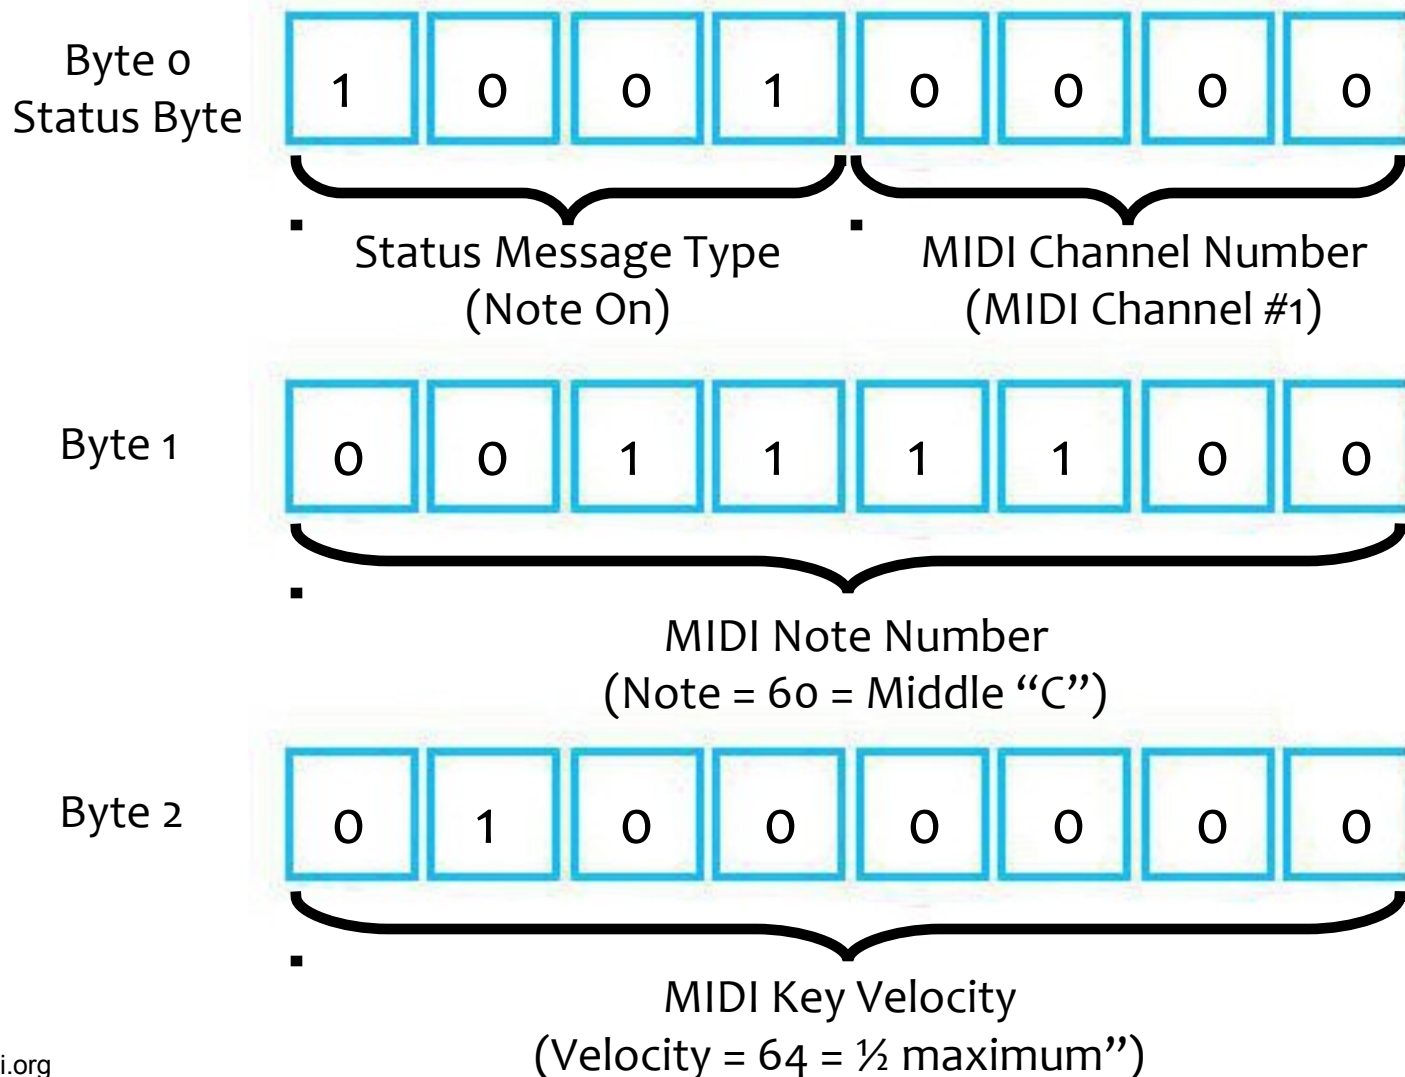 Byte 0
Status Byte
1 0 0 1 0 0 0 0
Status Message Type
(Note On)
MIDI Channel Number
(MIDI Channel #1)
Byte 1
0 0 1 1 1 1 0 0
MIDI Note Number
(Note = 60 = Middle “C”)
Byte 2
0 1 0 0 0 0 0 0
MIDI Key Velocity
(Velocity = 64 = ½ maximum”)
i.org